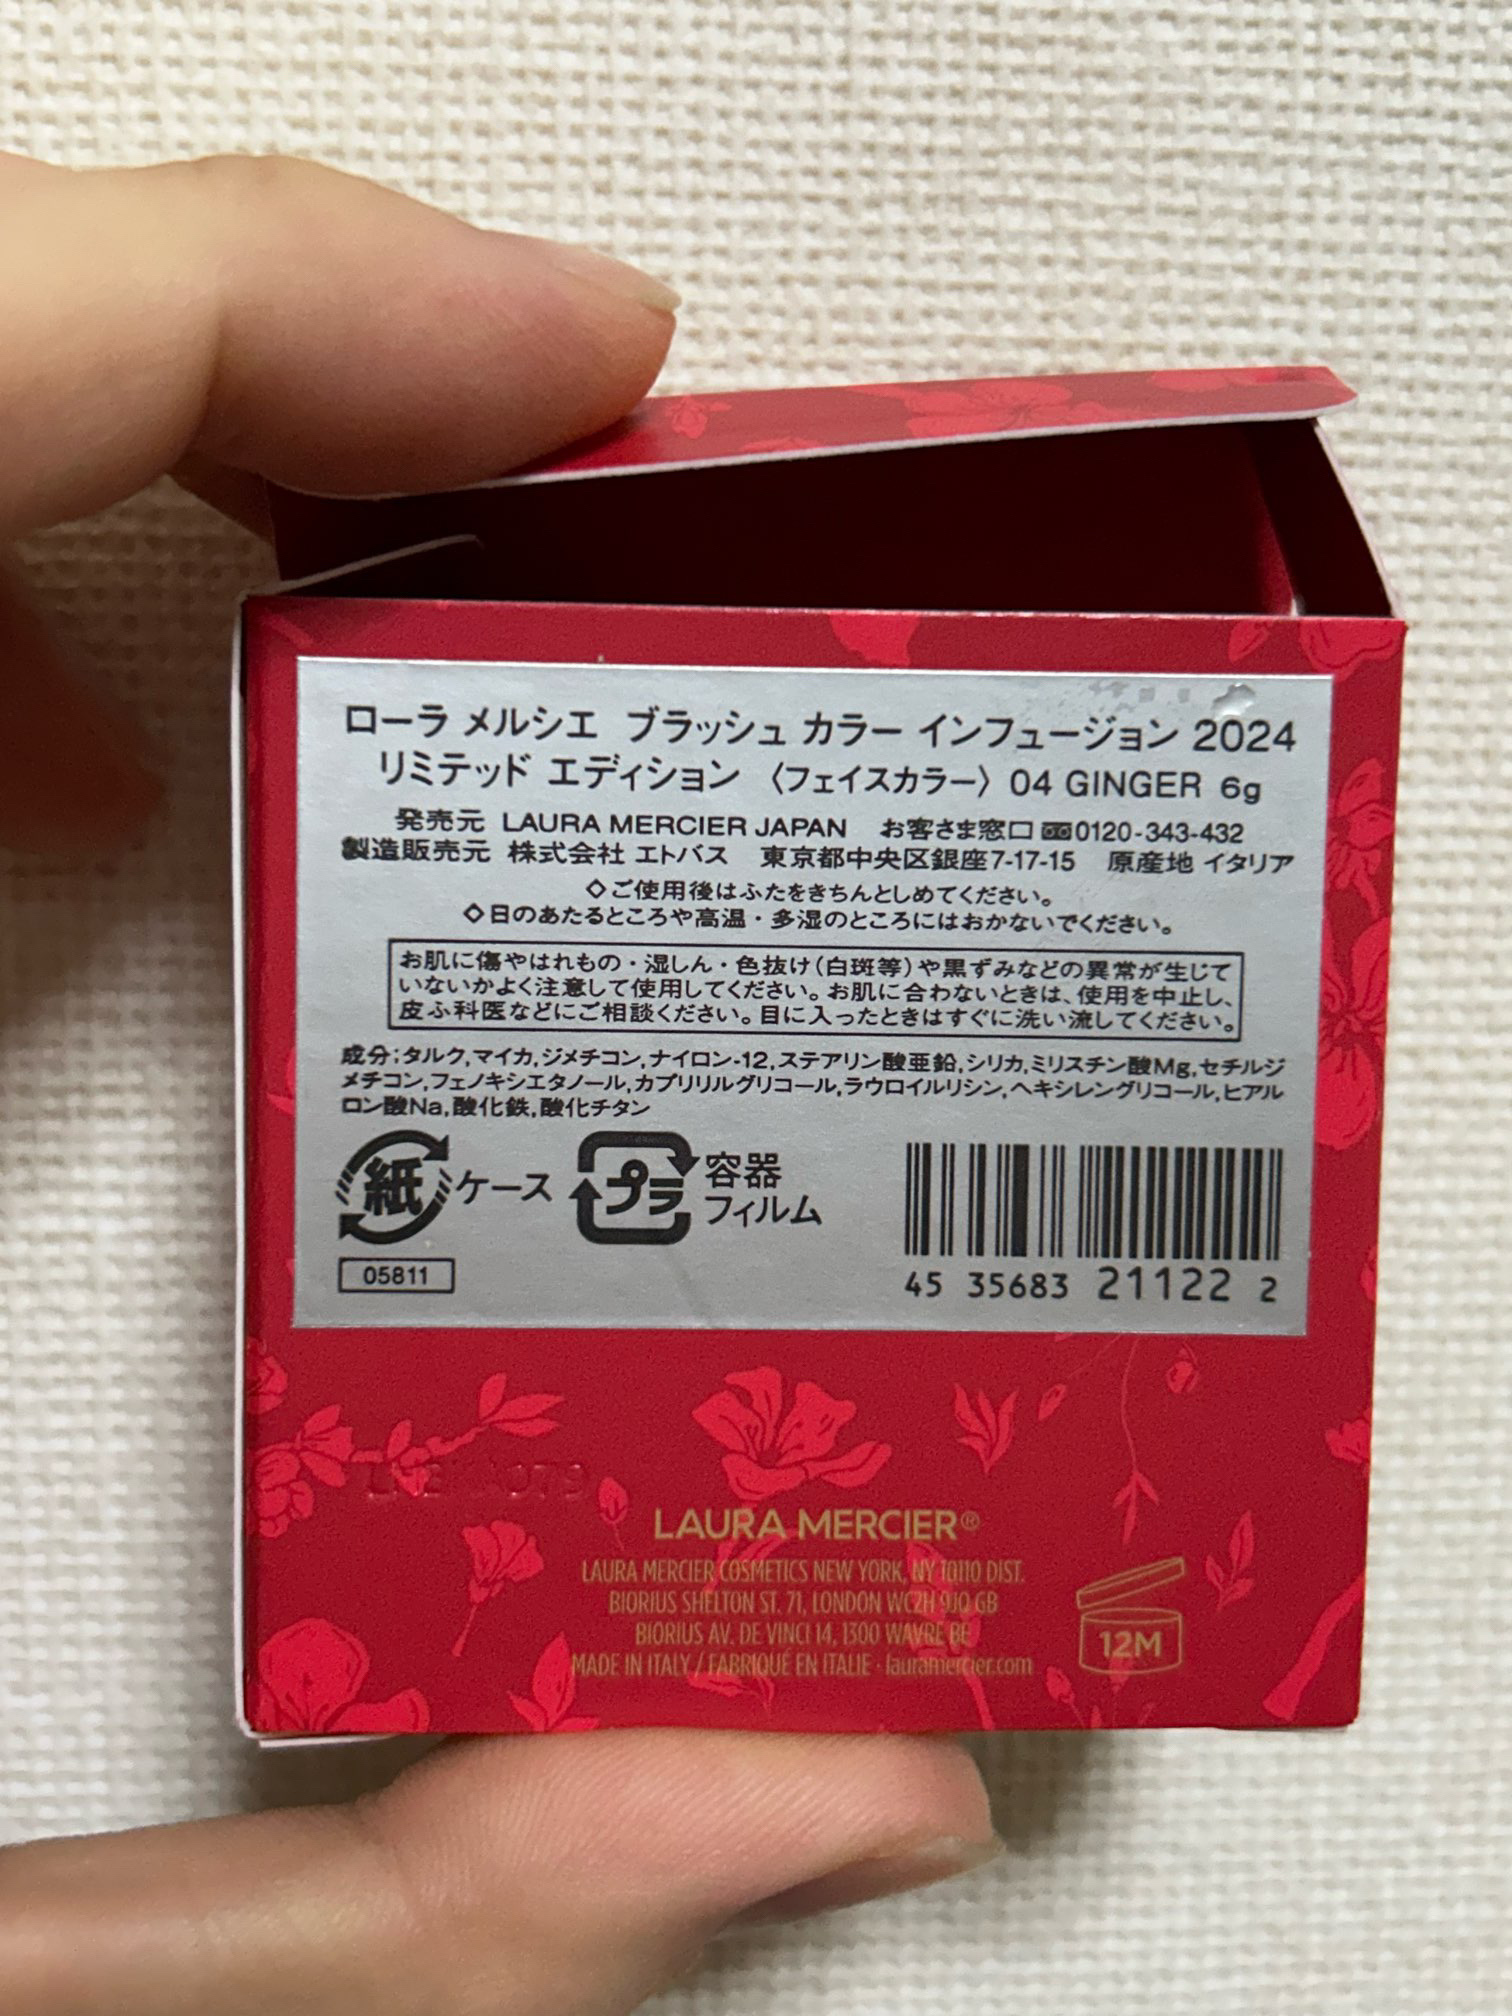 ローラ メルシエ ブラッシュ カラー インフュージョン 2024
リミテッド エディション 〈フェイスカラー〉 04 GINGER 6g
発売元 LAURA MERCIER JAPAN お客さま窓口 0120-343-432
製造販売元 株式会社 エトバス 東京都中央区銀座7-17-15 原産地 イタリア
◇ご使用後はふたをきちんとしめてください。
◇日のあたるところや高温・多湿のところにはおかないでください。
お肌に傷やはれもの・湿しん・色抜け(白斑等)や黒ずみなどの異常が生じて
いないかよく注意して使用してください。お肌に合わないときは、使用を中止し、
皮ふ科医などにご相談ください。目に入ったときはすぐに洗い流してください。
成分:タルク,マイカ,ジメチコン,ナイロン-12,ステアリン酸亜鉛,シリカ,ミリスチン酸Mg,セチルジ
メチコン,フェノキシエタノール,カプリリルグリコール,ラウロイルリシン,ヘキシレングリコール,ヒアル
ロン酸Na,酸化鉄,酸化チタン
紙 ケース プラ 容器
フィルム
05811
45 35683 21122 2
LAURA MERCIER®
LAURA MERCIER COSMETICS NEW YORK, NY 10110 DIST.
BIORIUS SHELTON ST. 71, LONDON WC2H 9JQ GB
BIORIUS AV. DE VINCI 14, 1300 WAVRE BE
MADE IN ITALY / FABRIQUÉ EN ITALIE · lauramercier.com
12M